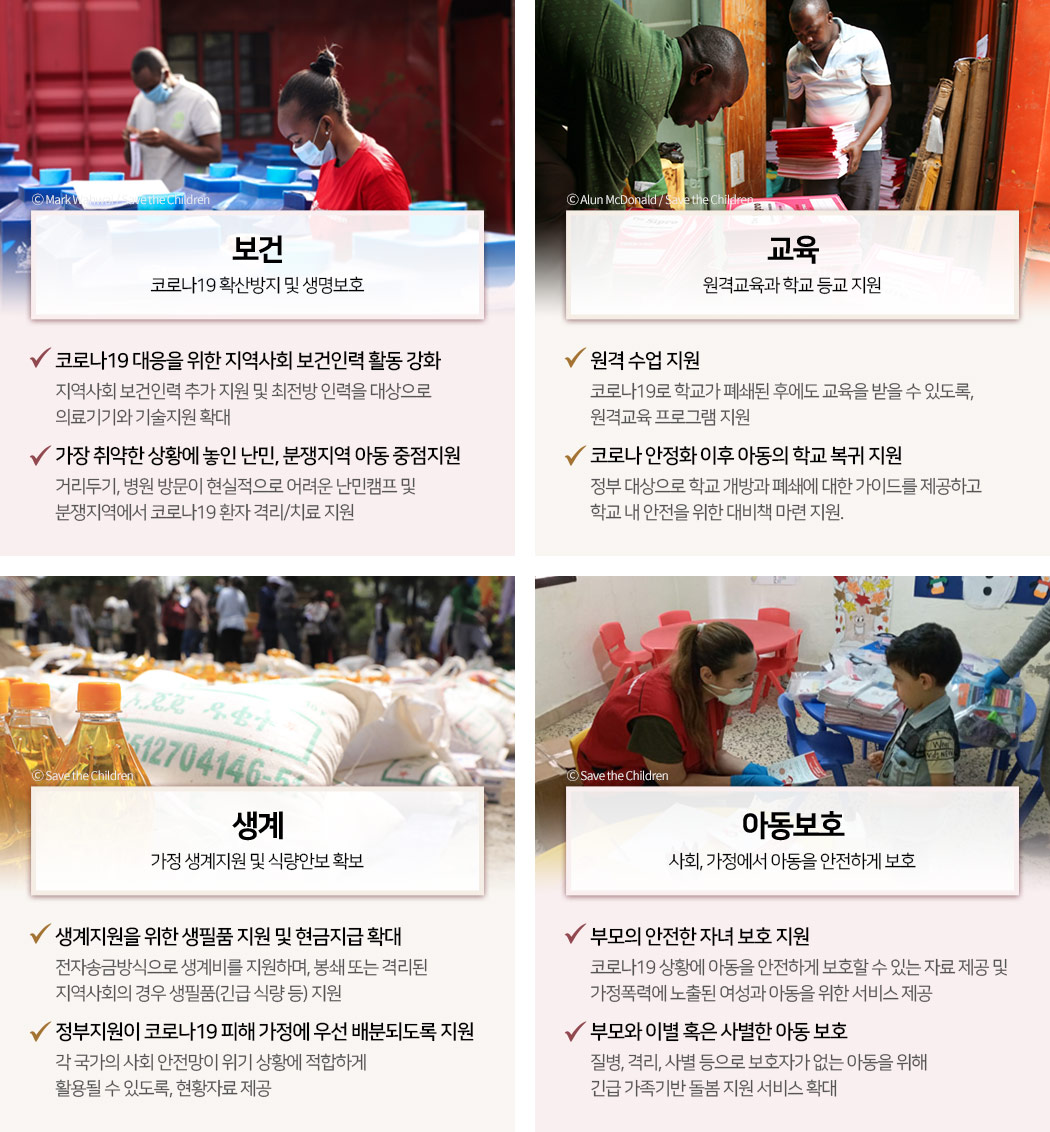 ⓒ Mark Wahwai / Save the Children
보건
코로나19 확산방지 및 생명보호
코로나19 대응을 위한 지역사회 보건인력 활동 강화
지역사회 보건인력 추가 지원 및 최전방 인력을 대상으로
의료기기와 기술지원 확대
가장 취약한 상황에 놓인 난민, 분쟁지역 아동 중점지원
거리두기, 병원 방문이 현실적으로 어려운 난민캠프 및
분쟁지역에서 코로나19 환자 격리/치료 지원
ⓒ Alun McDonald / Save the Children
교육
원격교육과 학교 등교 지원
원격 수업 지원
코로나19로 학교가 폐쇄된 후에도 교육을 받을 수 있도록,
원격교육 프로그램 지원
코로나 안정화 이후 아동의 학교 복귀 지원
정부 대상으로 학교 개방과 폐쇄에 대한 가이드를 제공하고
학교 내 안전을 위한 대비책 마련 지원.
2512704146-5
ⓒ Save the Children
생계
가정 생계지원 및 식량안보 확보
생계지원을 위한 생필품 지원 및 현금지급 확대
전자송금방식으로 생계비를 지원하며, 봉쇄 또는 격리된
지역사회의 경우 생필품(긴급 식량 등) 지원
정부지원이 코로나19 피해 가정에 우선 배분되도록 지원
각 국가의 사회 안전망이 위기 상황에 적합하게
활용될 수 있도록, 현황자료 제공
ⓒ Save the Children
아동보호
사회, 가정에서 아동을 안전하게 보호
부모의 안전한 자녀 보호 지원
코로나19 상황에 아동을 안전하게 보호할 수 있는 자료 제공 및
가정폭력에 노출된 여성과 아동을 위한 서비스 제공
부모와 이별 혹은 사별한 아동 보호
질병, 격리, 사별 등으로 보호자가 없는 아동을 위해
긴급 가족기반 돌봄 지원 서비스 확대